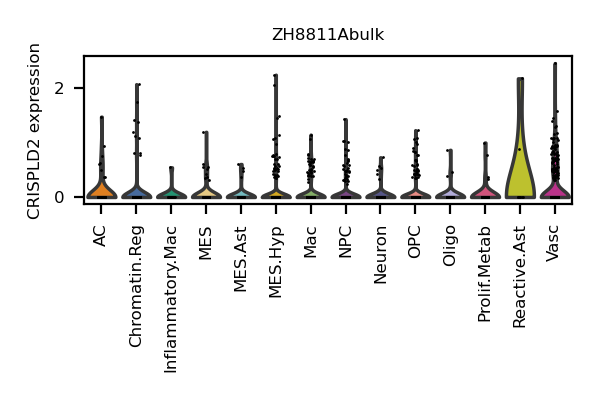 ZH8811Abulk
CRISPLD2 expression
2
0
AC
Chromatin.Reg
Inflammatory.Mac
MES
MES.Ast
MES.Hyp
Mac
NPC
Neuron
OPC
Oligo
Prolif.Metab
Reactive.Ast
Vasc